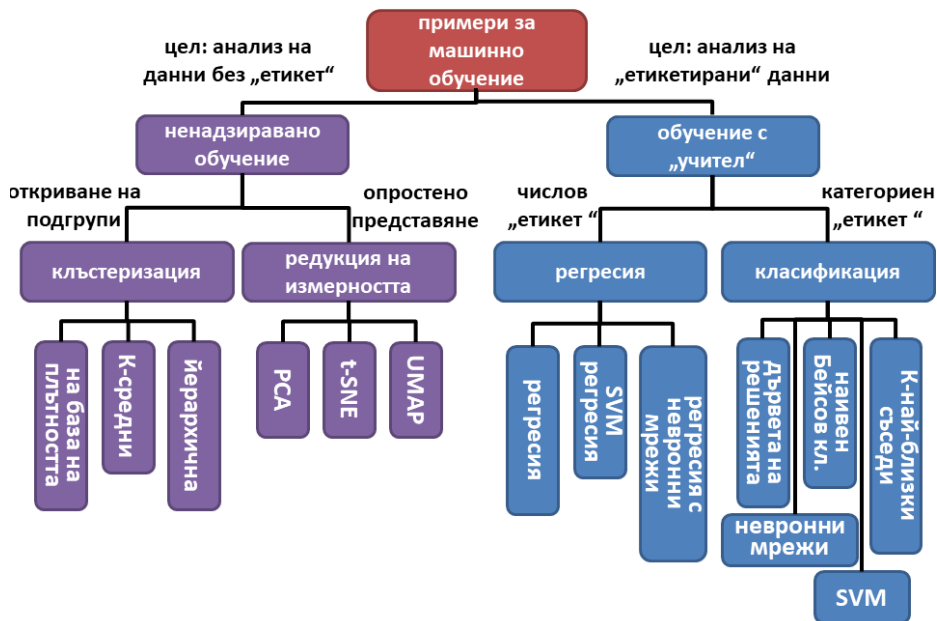 примери за
машинно
обучение
цел: анализ на
данни без „етикет“
цел: анализ на
„етикетирани“ данни
ненадзиравано
обучение
обучение с
„учител“
откриване на
подгрупи
опростено
представяне
числов
„етикет “
категориен
„етикет “
клъстеризация
редукция на
измерността
регресия
класификация
на база на
плътността
К-средни
йерархична
PCA
t-SNE
UMAP
регресия
SVM
регресия
регресия с
невронни
мрежи
дървета на
решенията
наивен
Бейсов кл.
К-най-близки
съседи
невронни
мрежи
SVM